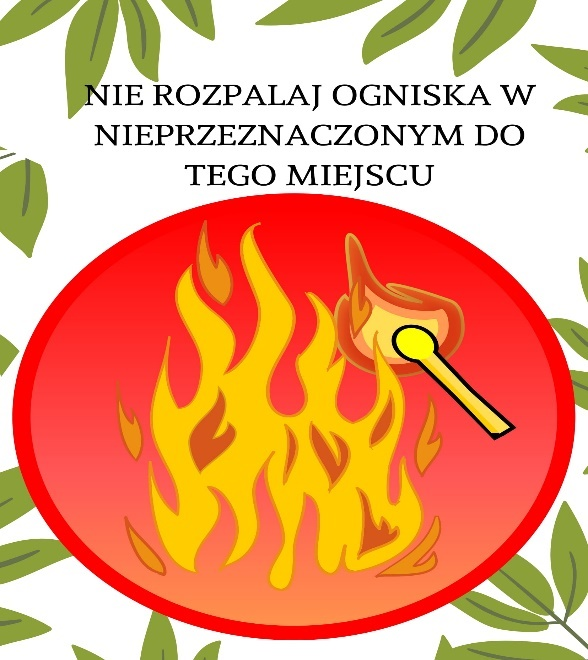 NIE ROZPALAJ OGNISKA W
NIEPRZEZNACZONYM DO
TEGO MIEJSCU